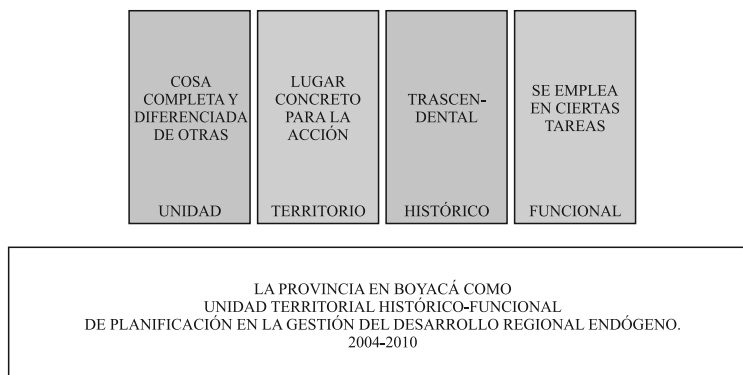 COSA
COMPLETA Y
DIFERENCIADA
DE OTRAS
UNIDAD
LUGAR
CONCRETO
PARA LA
ACCIÓN
TERRITORIO
TRASCEN-
DENTAL
HISTÓRICO
SE EMPLEA
EN CIERTAS
TAREAS
FUNCIONAL
LA PROVINCIA EN BOYACÁ COMO
UNIDAD TERRITORIAL HISTÓRICO-FUNCIONAL
DE PLANIFICACIÓN EN LA GESTIÓN DEL DESARROLLO REGIONAL ENDÓGENO.
2004-2010